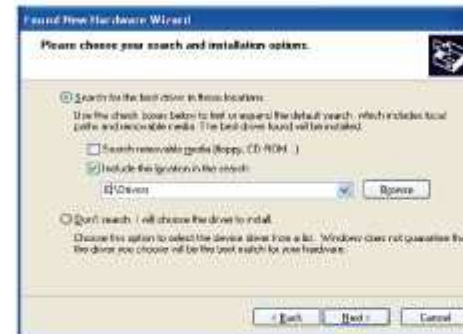 Found New Hardware Wizard
Please choose your search and installation options.
Search for the best driver in these locations.
Use the check boxes below to limit or expand the default search, which includes local
paths and removable media. The best driver found will be installed.
Search removable media (floppy, CD-ROM...)
Include this location in the search:
\Drivers
Browse
Don't search. I will choose the driver to install.
Choose this option to select the device driver from a list. Windows does not guarantee
the driver you choose will be the best match for your hardware.
< Back
Next >
Cancel